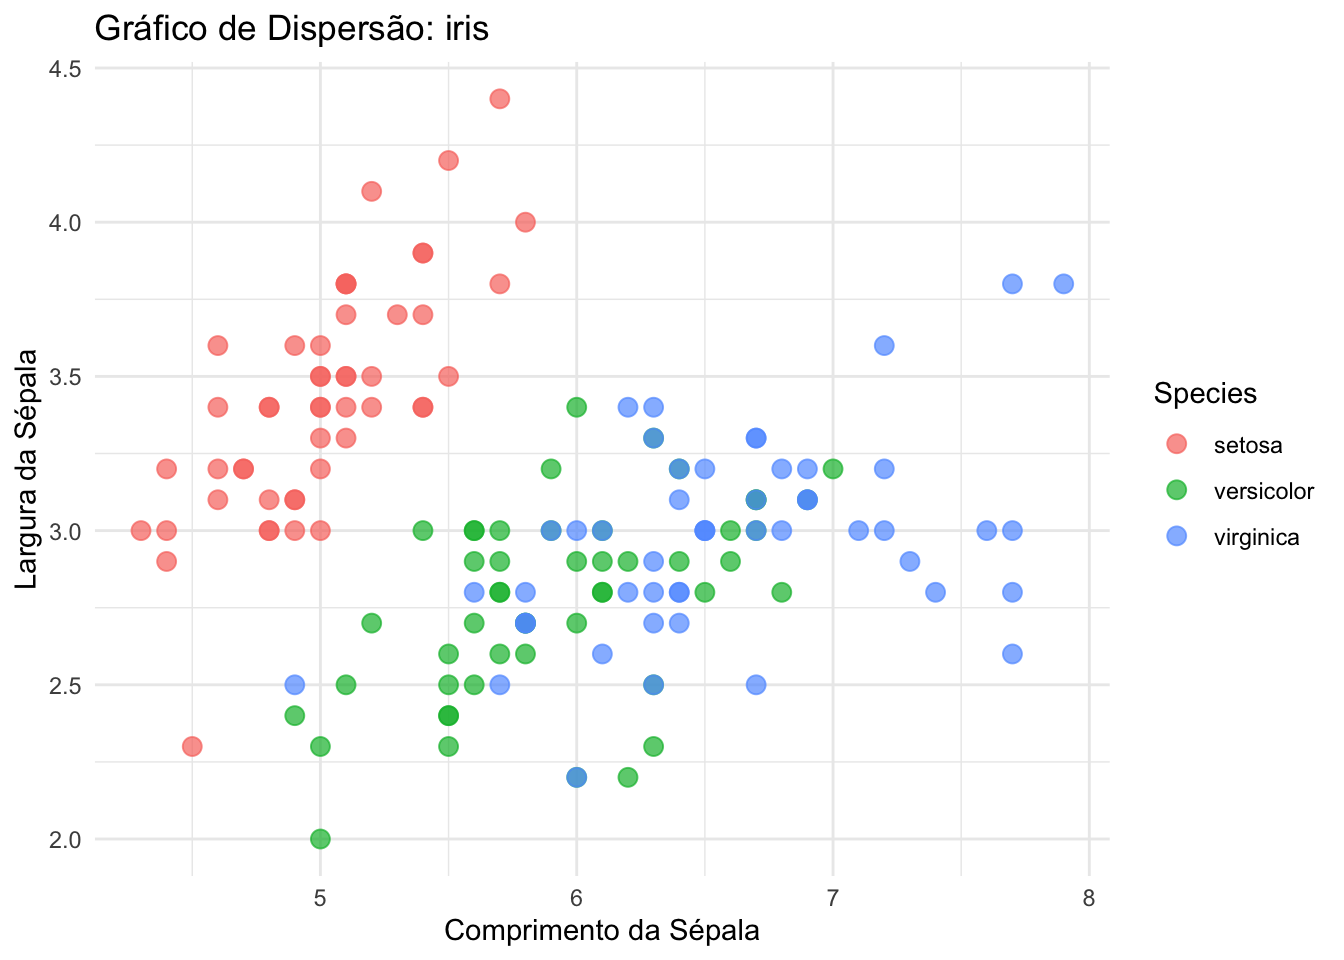 Gráfico de Dispersão: iris
4.5
4.0
3.5
3.0
2.5
2.0
Largura da Sépala
5 6 7 8
Comprimento da Sépala
Species
setosa
versicolor
virginica